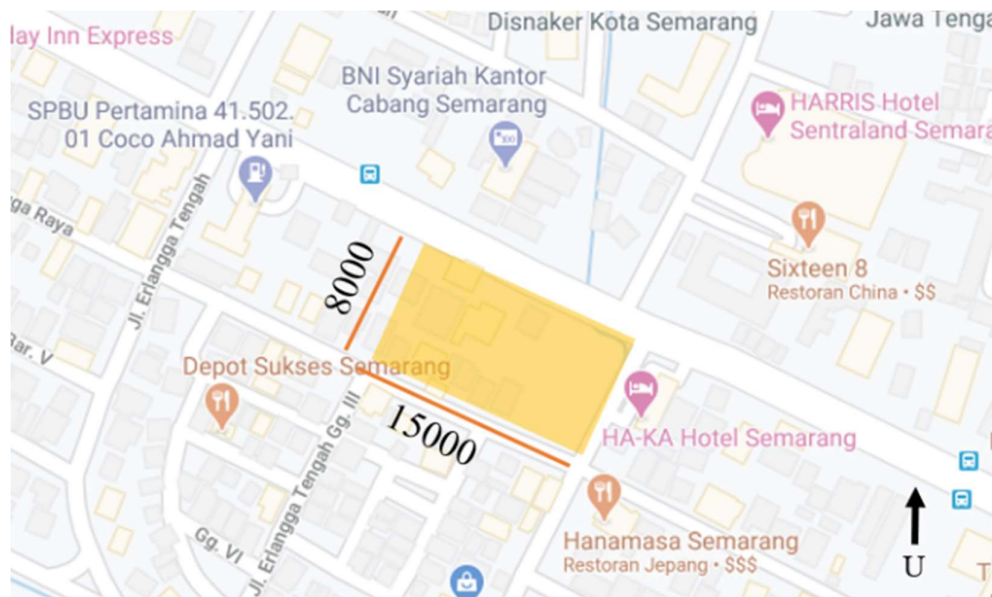 Disnaker Kota Semarang
Jawa Tenga
lay Inn Express
BNI Syariah Kantor
Cabang Semarang
HARRIS Hotel
Sentraland Semara
SPBU Pertamina 41.502.
01 Coco Ahmad Yani
ga Raya
Jl. Erlangga Tengah
8000
Sixteen 8
Restoran China • $$
Bar. V
Depot Sukses Semarang
15000
HA-KA Hotel Semarang
Jl. Erlangga Tengah Gg. III
Gg. VI
Hanamasa Semarang
Restoran Jepang • $$$
U